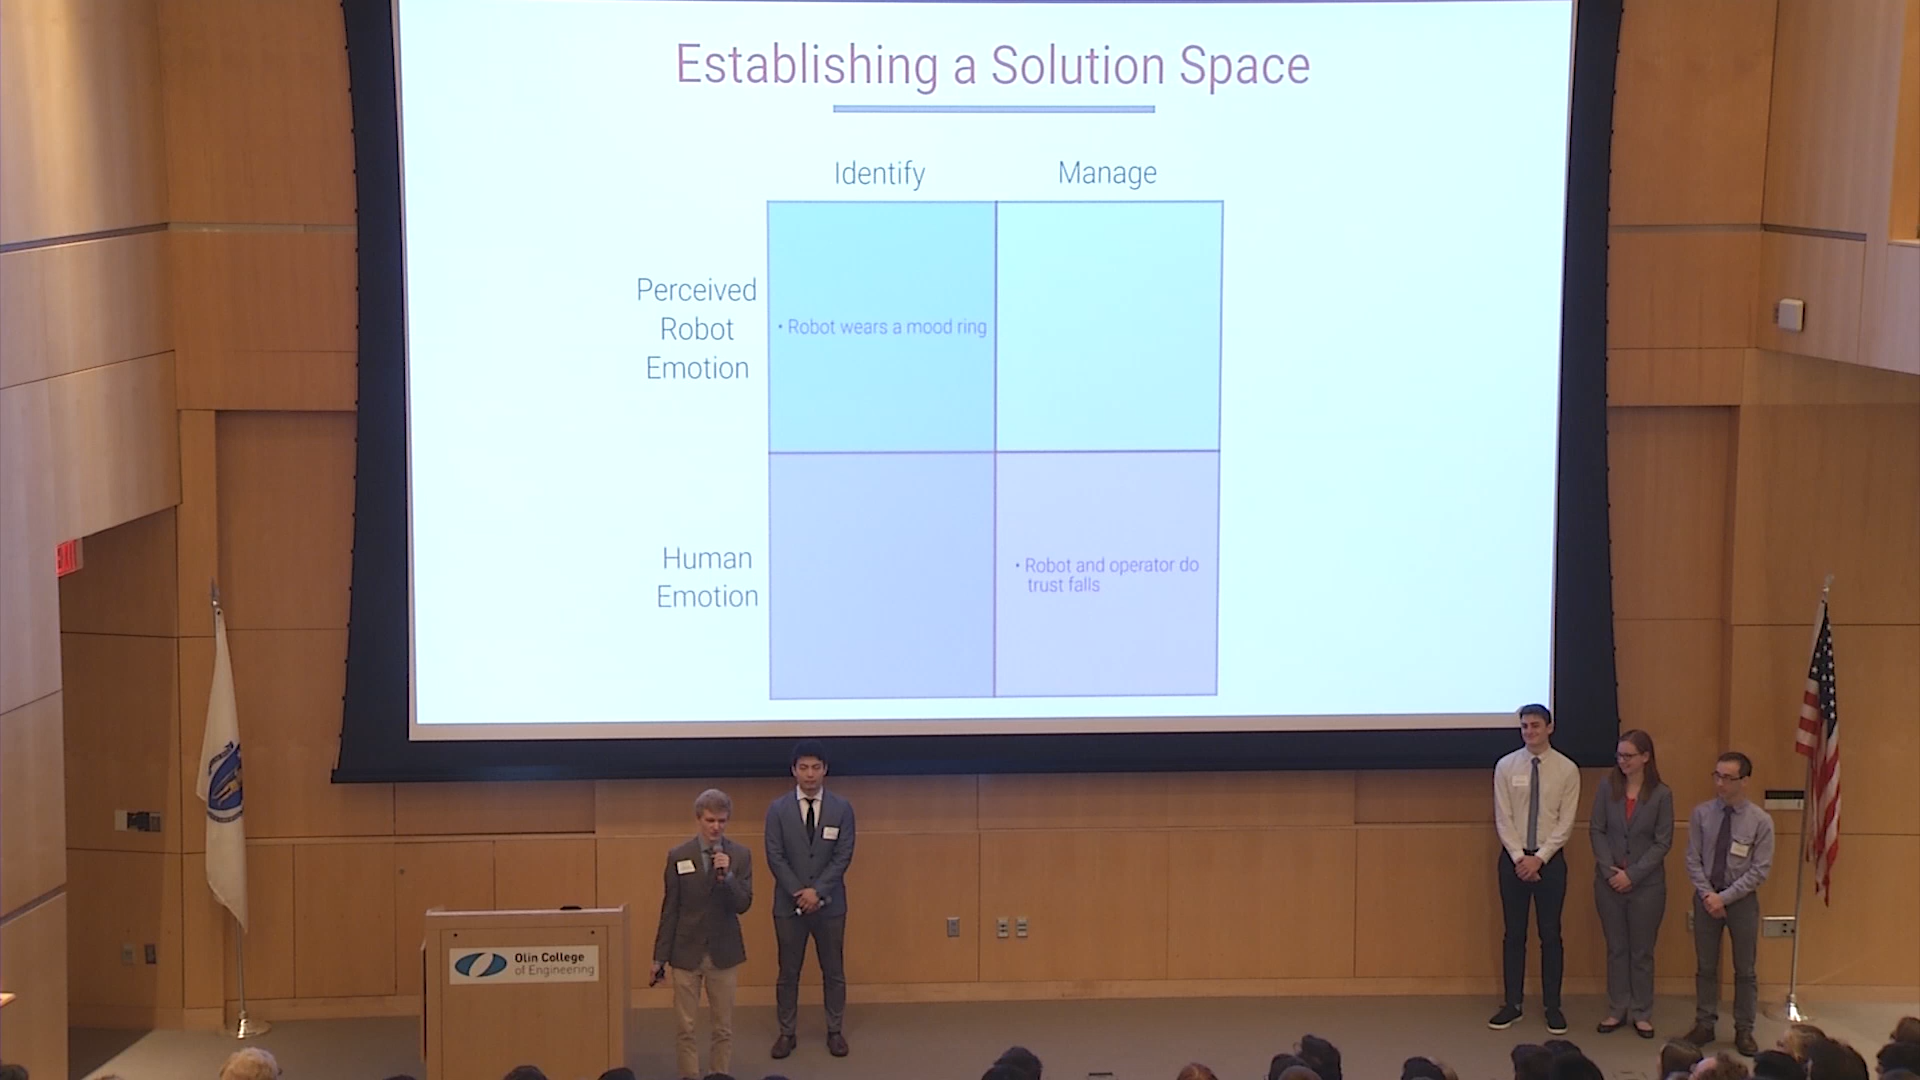 Establishing a Solution Space
Identify
Manage
Perceived
Robot
Emotion
• Robot wears a mood ring
Human
Emotion
• Robot and operator do
trust falls
Olin College
of Engineering